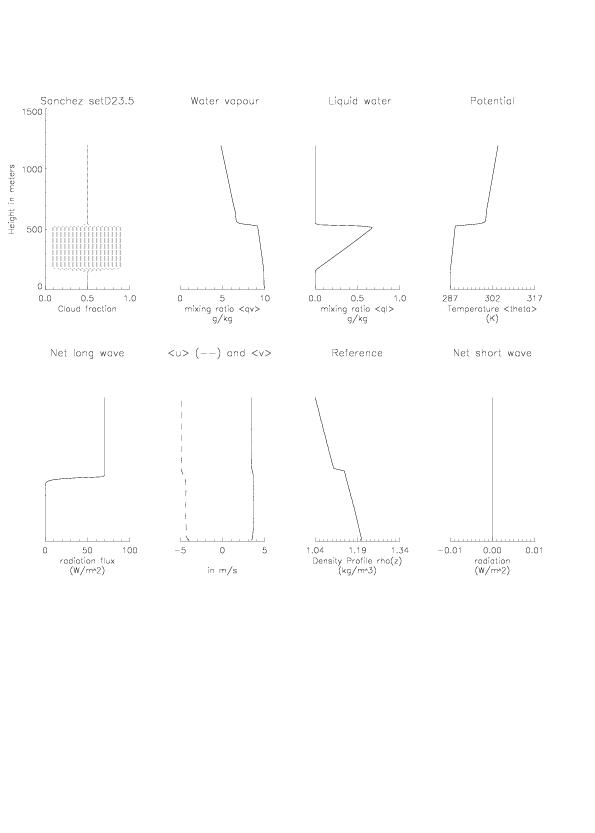 Sanchez setD23.5
Water vapour
Liquid water
Potential
1500
1000
500
0
Height in meters
0.0 0.5 1.0
Cloud fraction
0 5 10
mixing ratio <qv>
g/kg
0.0 0.5 1.0
mixing ratio <ql>
g/kg
287 302 317
Temperature <theta>
(K)
Net long wave
<u> (--) and <v>
Reference
Net short wave
0 50 100
radiation flux
(W/m^2)
-5 0 5
in m/s
1.04 1.19 1.34
Density Profile rho(z)
(kg/m^3)
-0.01 0.00 0.01
radiation
(W/m^2)